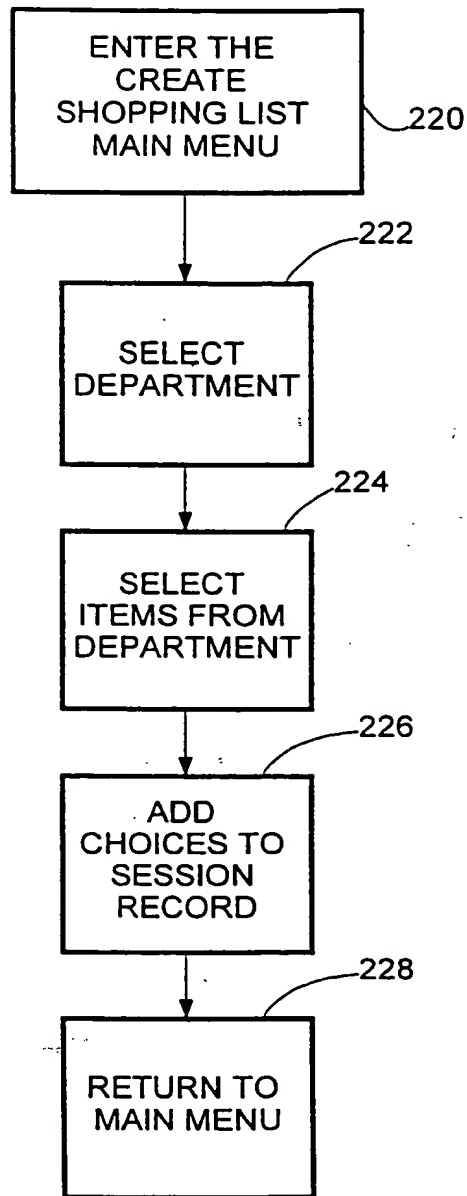 ENTER THE
CREATE
SHOPPING LIST
MAIN MENU
220
222
SELECT
DEPARTMENT
224
SELECT
ITEMS FROM
DEPARTMENT
226
ADD
CHOICES TO
SESSION
RECORD
228
RETURN TO
MAIN MENU